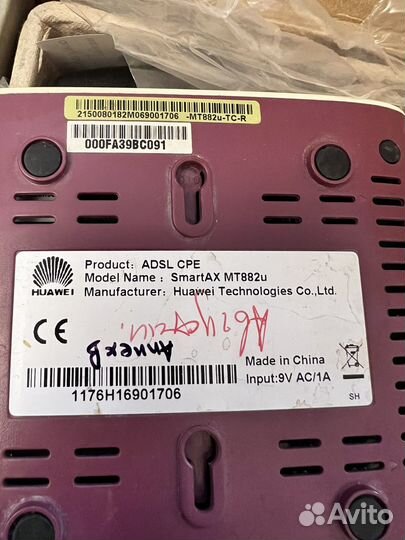 2150080182M069001706 -MT882u-TC-R
000FA39BC091
HUAWEI
Product: ADSL CPE
Model Name: SmartAX MT882u
Manufacturer: Huawei Technologies Co.,Ltd.
CE
Annex B
Made in China
Input:9V AC/1A
1176H16901706
SH
Avito